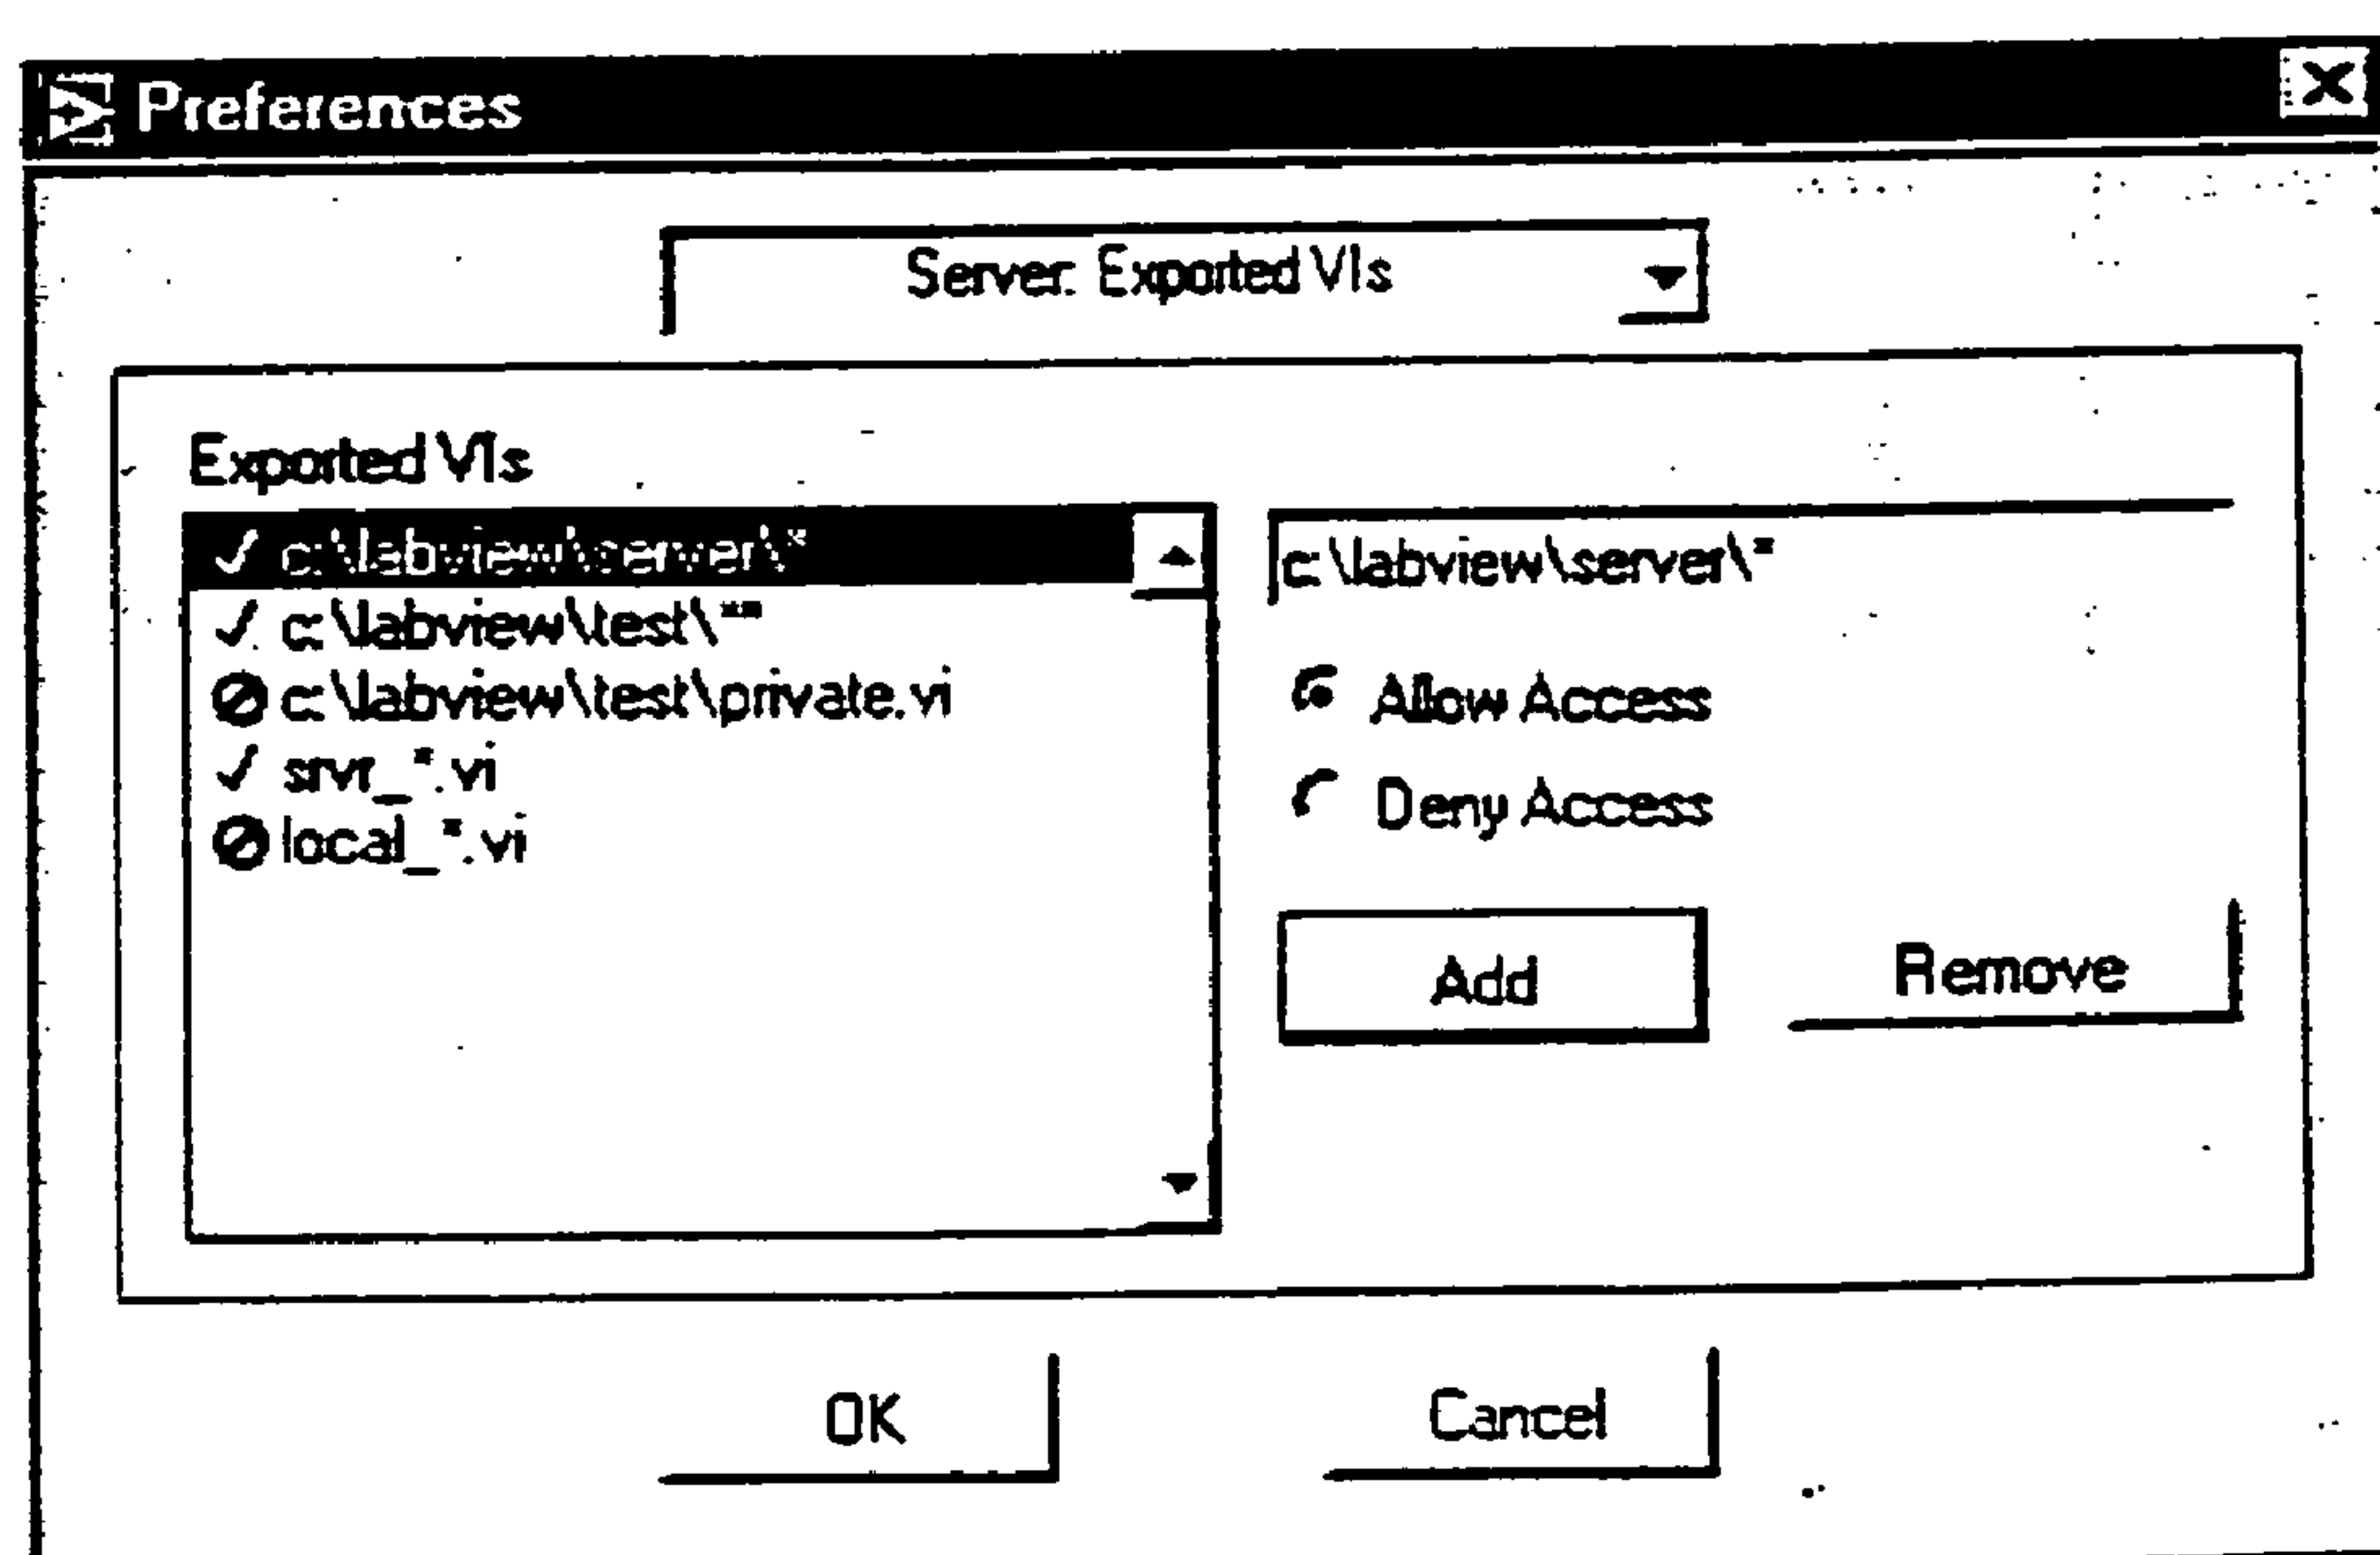 Preferences
Server: Exported VIs
Exported VIs
c:\labview\server\*
c:\labview\test\**
c:\labview\test\private.vi
srvr_*.vi
local_*.vi
c:\labview\server\*
Allow Access
Deny Access
Add
Remove
OK
Cancel